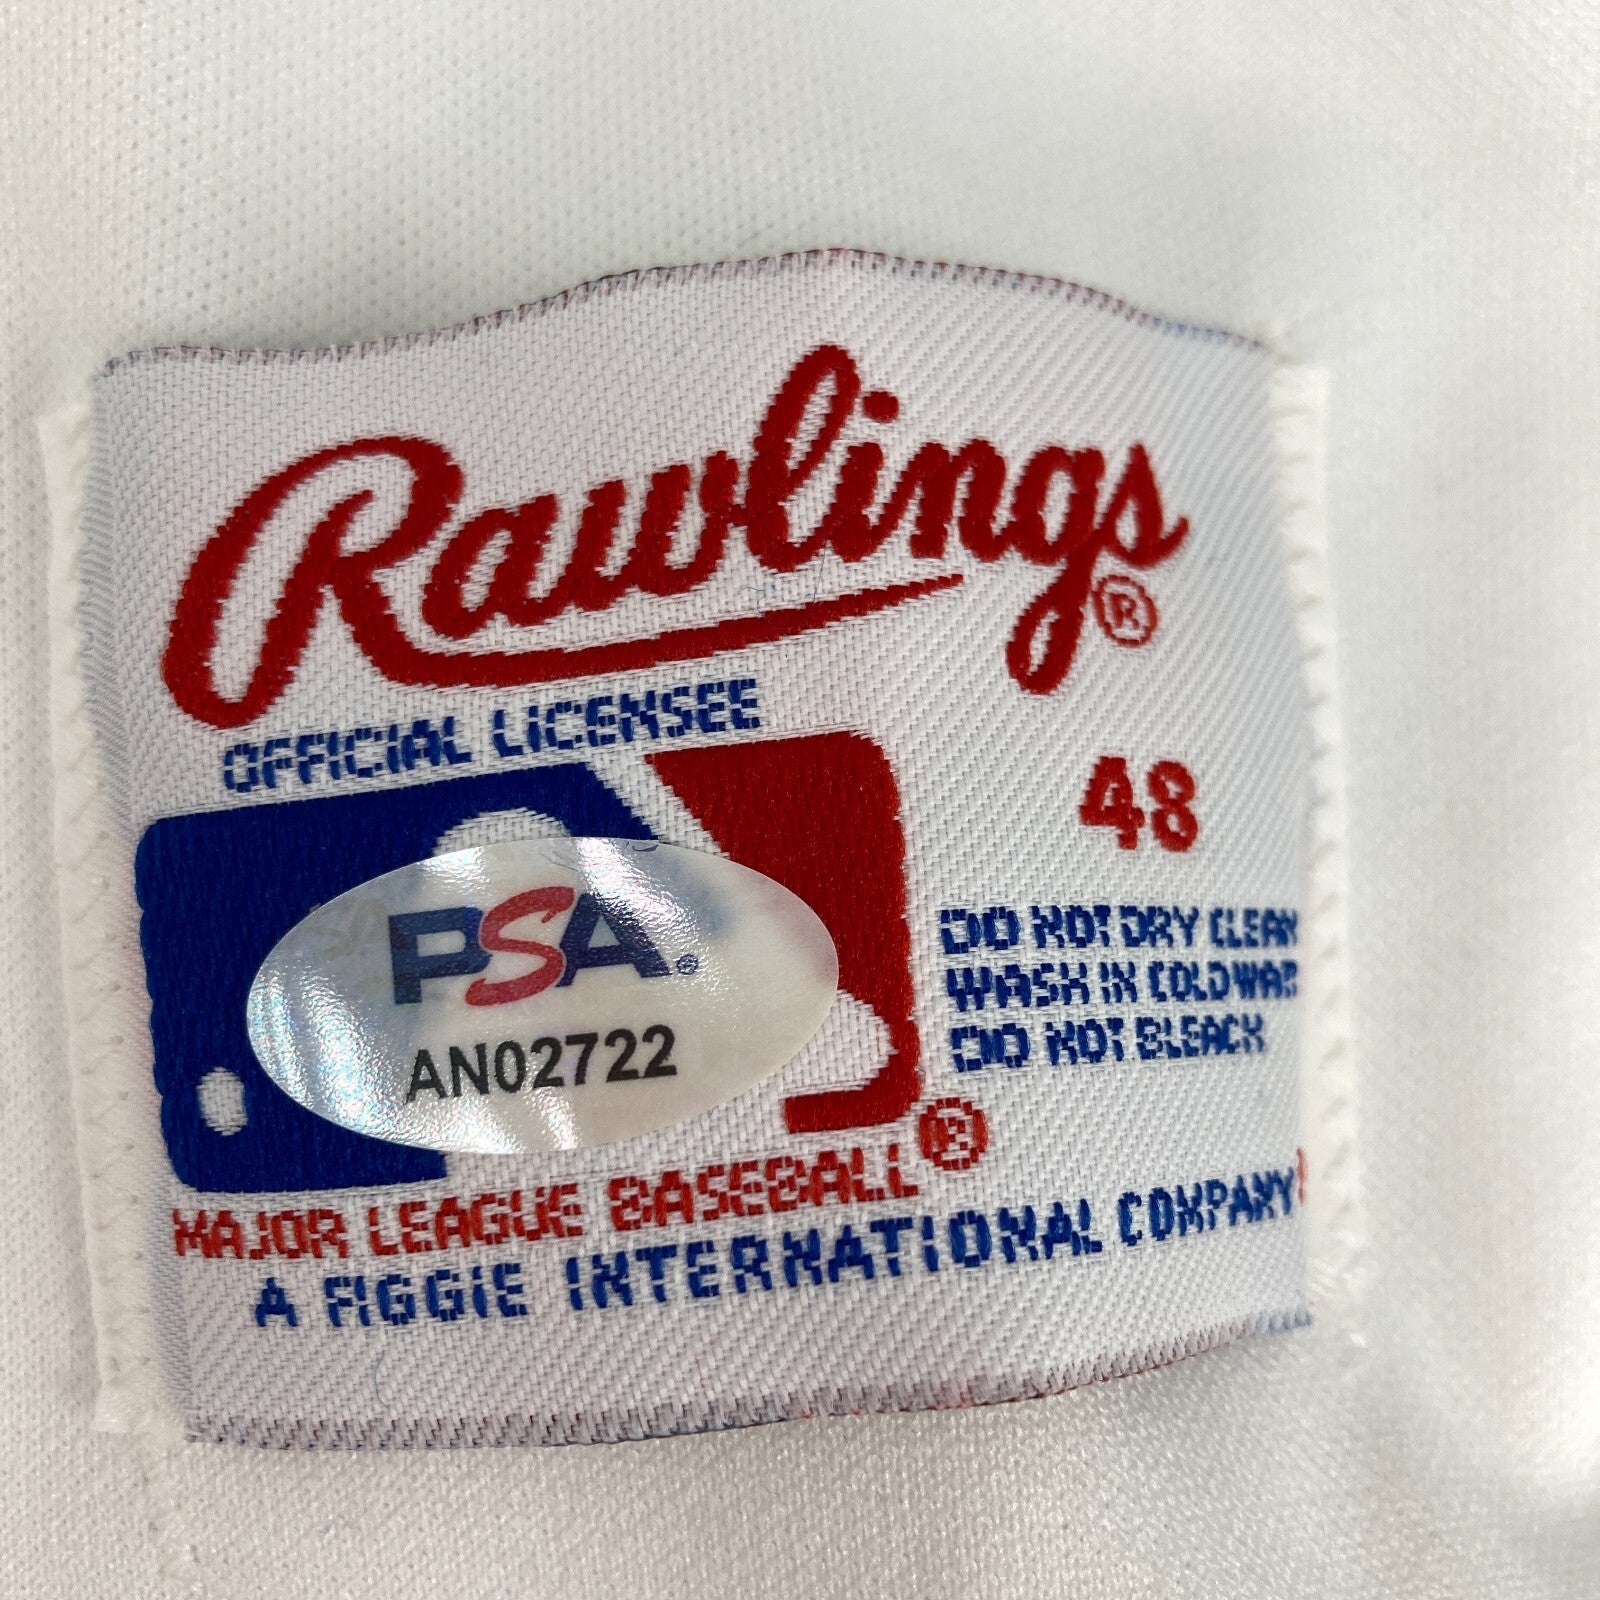 Rawlings®
OFFICIAL LICENSEE
48
PSA®
AN02722
DO NOT DRY CLEAN
WASH IN COLD WAT
DO NOT BLEACH
MAJOR LEAGUE BASEBALL®
A FIGGIE INTERNATIONAL COMPANY